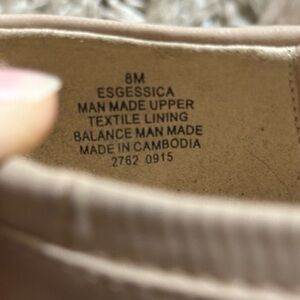 8M
ESGESSICA
MAN MADE UPPER
TEXTILE LINING
BALANCE MAN MADE
MADE IN CAMBODIA
2762 0915